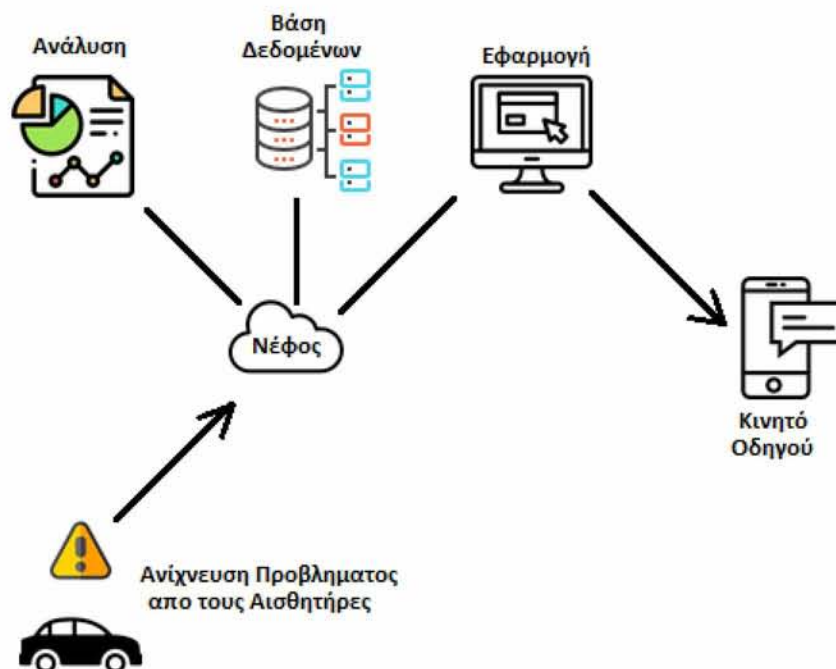 Ανάλυση
Βάση
Δεδομένων
Εφαρμογή
Νέφος
Κινητό
Οδηγού
Ανίχνευση Προβληματος
απο τους Αισθητήρες